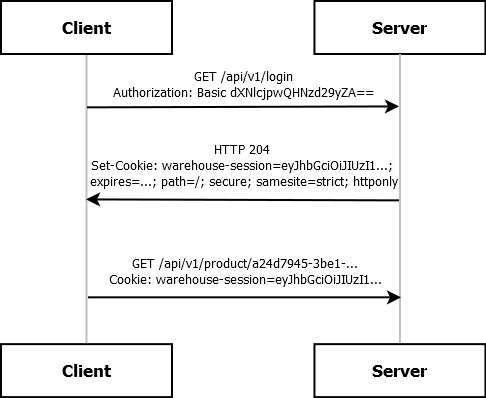 Client
Server
GET /api/v1/login
Authorization: Basic dXNlcjpwQHNzd29yZA==
HTTP 204
Set-Cookie: warehouse-session=eyJhbGciOiJIUzI1...;
expires=...; path=/; secure; samesite=strict; httponly
GET /api/v1/product/a24d7945-3be1-...
Cookie: warehouse-session=eyJhbGciOiJIUzI1...
Client
Server